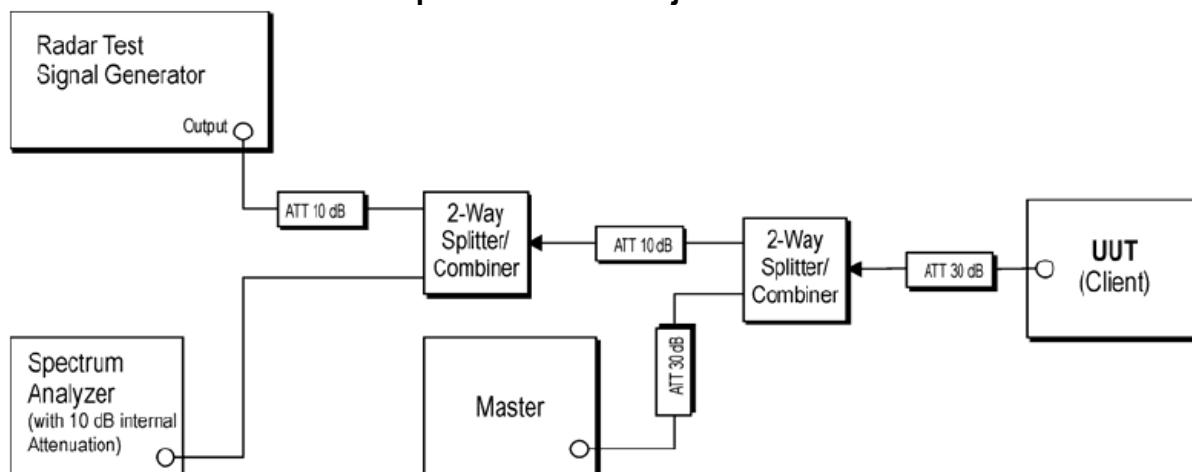 Radar Test
Signal Generator
Output
ATT 10 dB
2-Way
Splitter/
Combiner
ATT 10 dB
2-Way
Splitter/
Combiner
ATT 30 dB
UUT
(Client)
Spectrum
Analyzer
(with 10 dB internal
Attenuation)
Master
ATT 30 dB